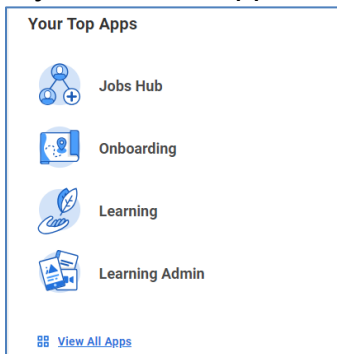 Your Top Apps
Jobs Hub
Onboarding
Learning
Learning Admin
View All Apps